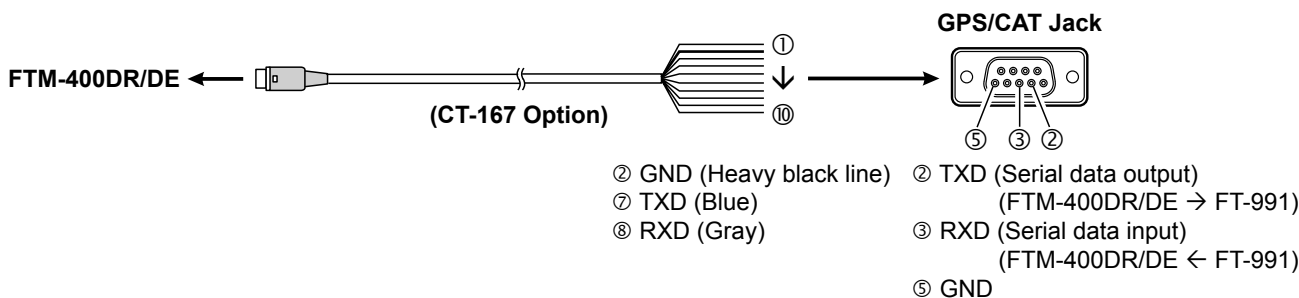 GPS/CAT Jack
FTM-400DR/DE
(CT-167 Option)
①
⑩
⑤ ③ ②
② GND (Heavy black line)
⑦ TXD (Blue)
⑧ RXD (Gray)
② TXD (Serial data output)
(FTM-400DR/DE → FT-991)
③ RXD (Serial data input)
(FTM-400DR/DE ← FT-991)
⑤ GND